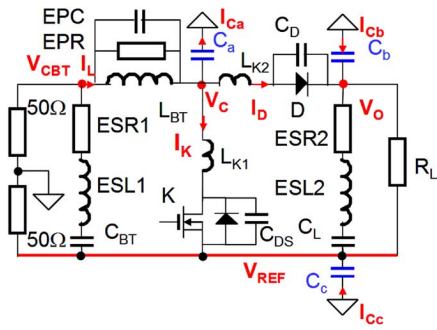 EPC
EPR
I_Ca
C_a
C_D
I_Cb
C_b
V_CBT
I_L
L_K2
L_BT
V_C
I_D
D
V_O
50Ω
ESR1
I_K
ESR2
L_K1
R_L
ESL1
ESL2
K
50Ω
C_BT
C_DS
C_L
V_REF
C_c
I_Cc